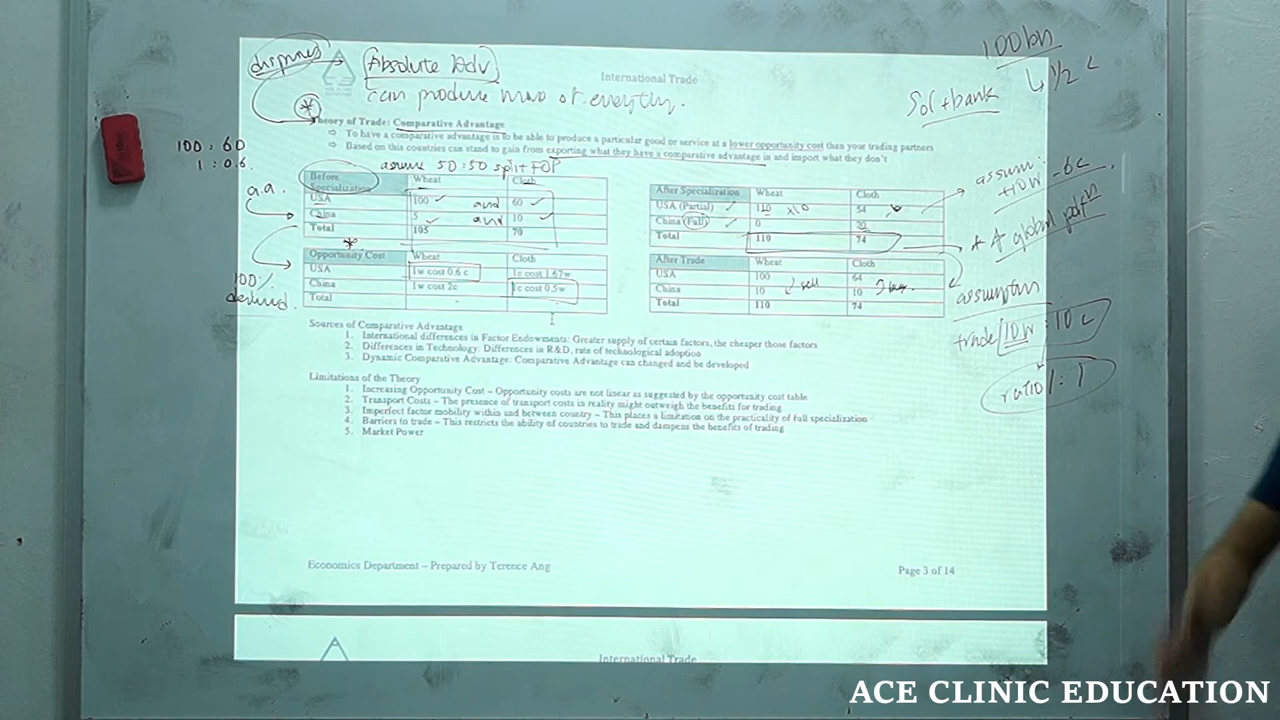 disproves
Absolute Adv
International Trade
can produce more of everything.
100bn
↳ 1/2 <
Softbank
*
Theory of Trade: Comparative Advantage
⇨ To have a comparative advantage is To be able to produce a particular good or service at a lower opportunity cost than your trading partners
⇨ Based on this countries can stand to gain from exporting what they have a comparative advantage in and import what they don't
100 : 60
1 : 0.6
assume 50:50 split FOP
Before Specialization Wheat Cloth
USA 100 and 60
China 5 and 10
Total 105 70
a.a.
After Specialization Wheat Cloth
USA (Partial) 110 x10 54
China (Full) 0 20
Total 110 74
assum:
+10w -6c
Opportunity Cost Wheat Cloth
USA 1w cost 0.6 c 1c cost 1.67w
China 1w cost 2c 1c cost 0.5w
Total
100%
After Trade Wheat Cloth
USA 100 64
China 10 10
Total 110 74
sell
assumption
trade 10w : 10c
ratio 1 : 1
Sources of Comparative Advantage
1. International differences in Factor Endowments: Greater supply of certain factors, the cheaper those factors
2. Differences in Technology: Differences in R&D, rate of technological adoption
3. Dynamic Comparative Advantage: Comparative Advantage can changed and be developed
Limitations of the Theory
1. Increasing Opportunity Cost – Opportunity costs are not linear as suggested by the opportunity cost table
2. Transport Costs – The presence of transport costs in reality might outweigh the benefits for trading
3. Imperfect factor mobility within and between country – This places a limitation on the practicality of full specialization
4. Barriers to trade – This restricts the ability of countries to trade and dampens the benefits of trading
5. Market Power
Economics Department – Prepared by Terence Ang
Page 3 of 14
International Trade
ACE CLINIC EDUCATION